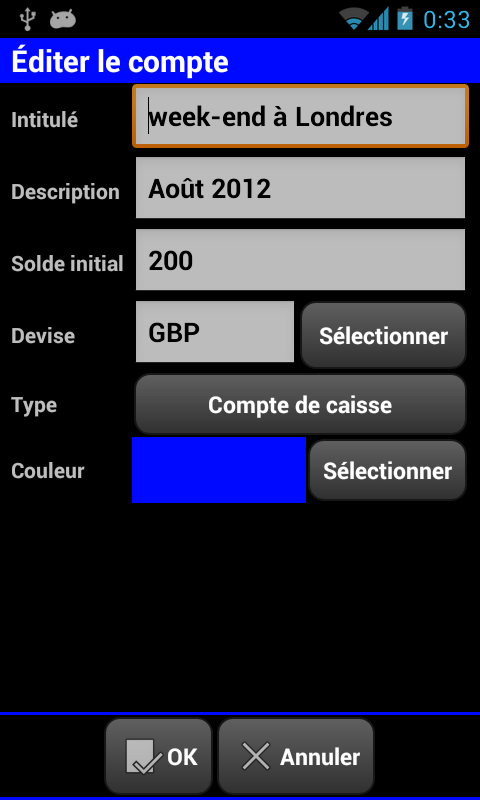 0:33
Éditer le compte
Intitulé week-end à Londres
Description Août 2012
Solde initial 200
Devise GBP Sélectionner
Type Compte de caisse
Couleur Sélectionner
OK Annuler